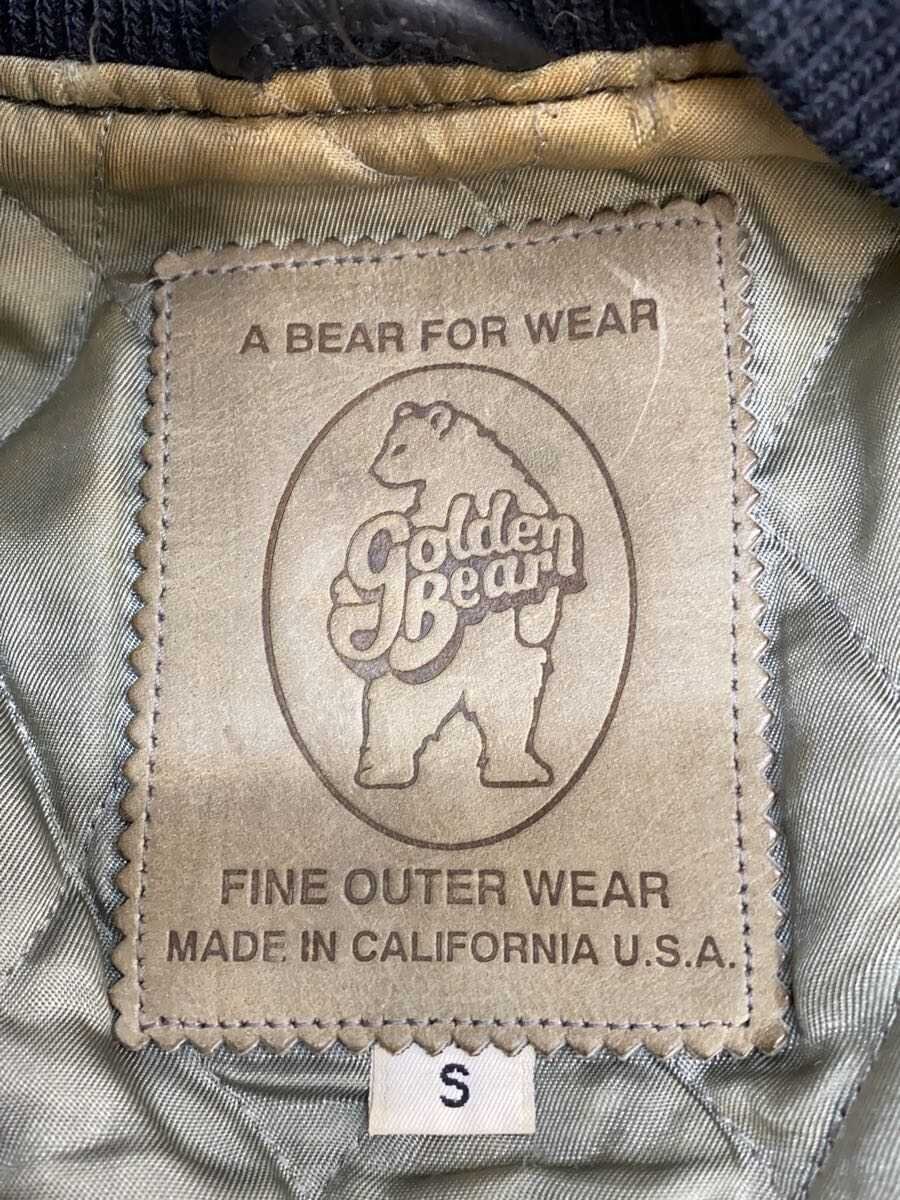 A BEAR FOR WEAR
golden
Bear
FINE OUTER WEAR
MADE IN CALIFORNIA U.S.A.
S